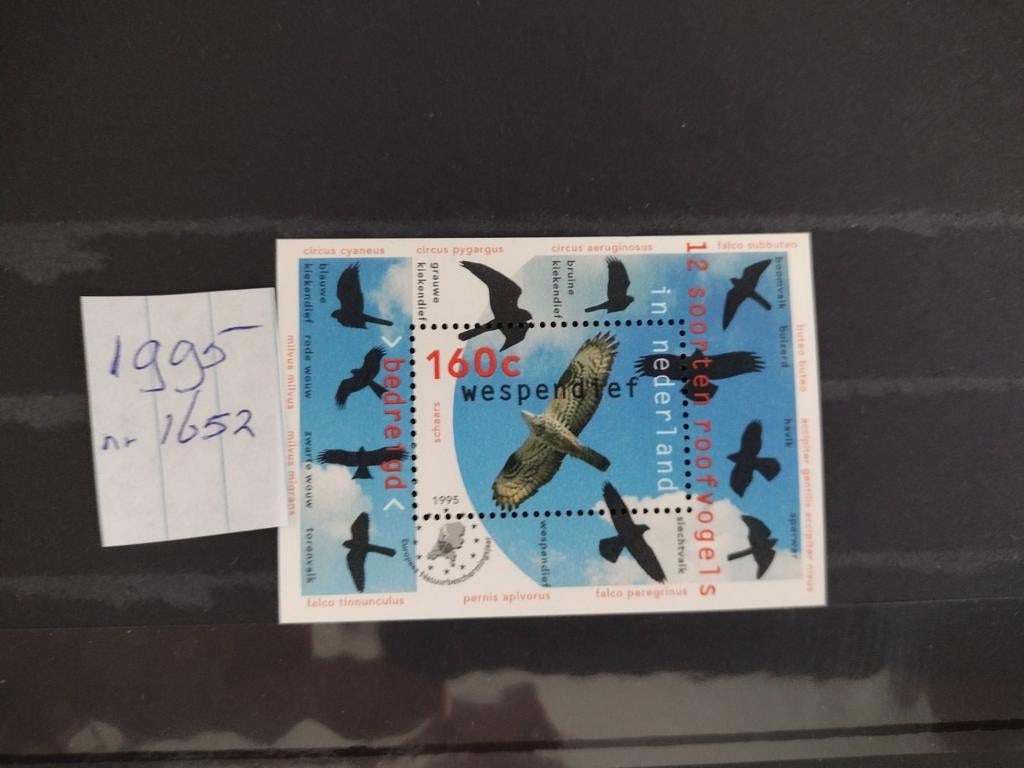 1995
nr 1652
circus cyaneus
circus pygargus
circus aeruginosus
falco subbuteo
blauwe
kiekendief
grauwe
kiekendief
bruine
kiekendief
boomvalk
12 soorten roofvogels
in nederland
buizerd
buteo buteo
rode wouw
milvus milvus
> bedreigd <
160c
wespendief
schaars
havik
accipiter gentilis
zwarte wouw
milvus migrans
1995
sperwer
accipiter nisus
torenvalk
Europees
Natuurbeschermingsjaar
wespendief
slechtvalk
falco tinnunculus
pernis apivorus
falco peregrinus